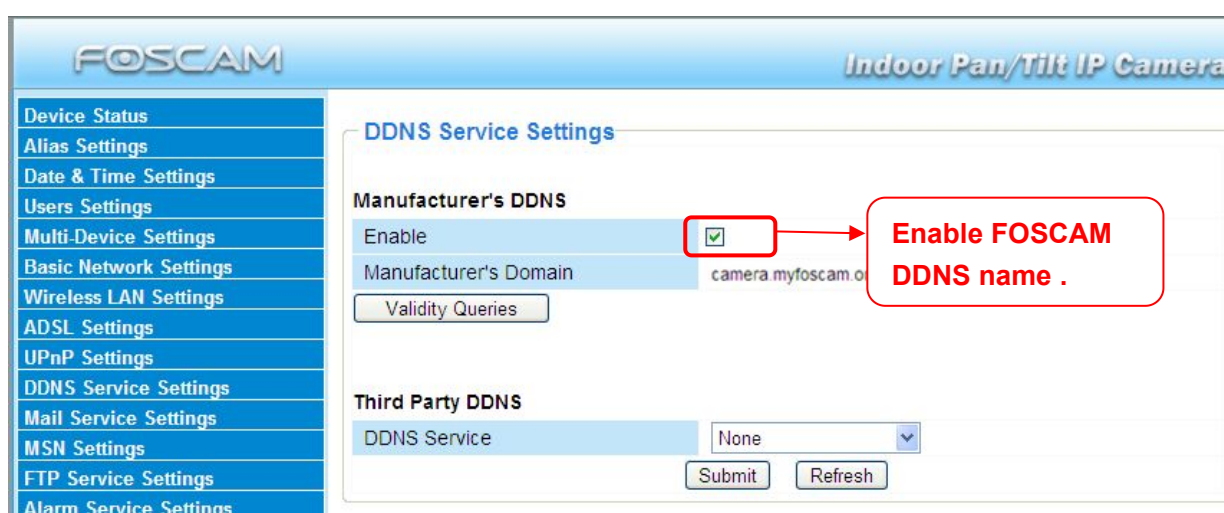 FOSCAM
Indoor Pan/Tilt IP Camera
Device Status
Alias Settings
Date & Time Settings
Users Settings
Multi-Device Settings
Basic Network Settings
Wireless LAN Settings
ADSL Settings
UPnP Settings
DDNS Service Settings
Mail Service Settings
MSN Settings
FTP Service Settings
Alarm Service Settings
DDNS Service Settings
Manufacturer's DDNS
Enable
Manufacturer's Domain camera.myfoscam.o
Validity Queries
Enable FOSCAM
DDNS name .
Third Party DDNS
DDNS Service None
Submit Refresh